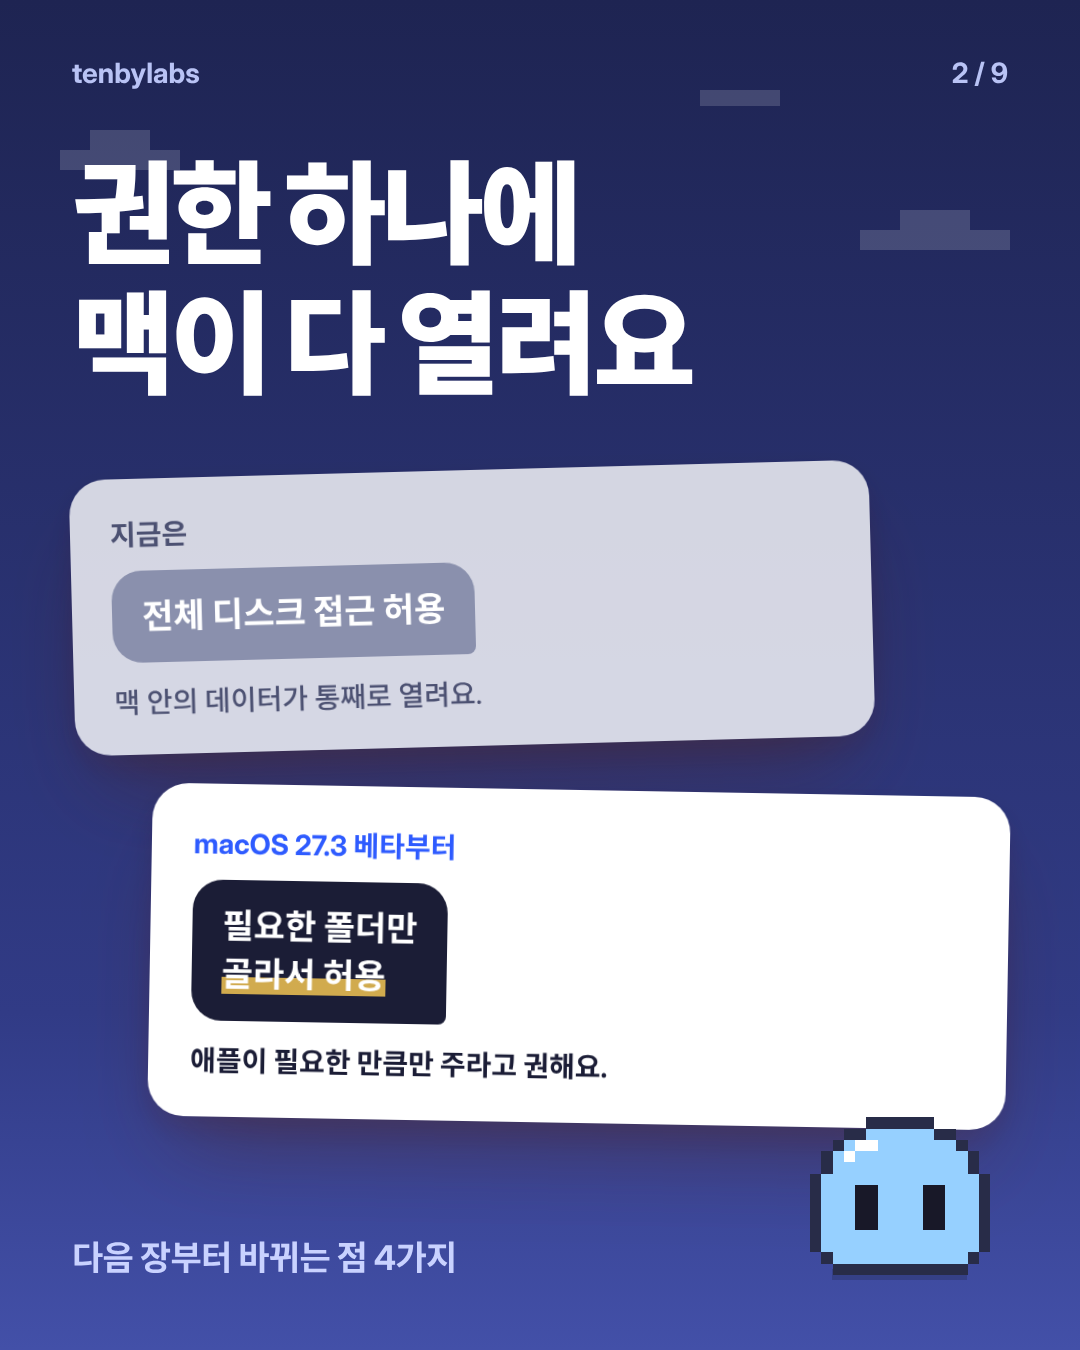 tenbylabs
2 / 9
권한 하나에
맥이 다 열려요
지금은
전체 디스크 접근 허용
맥 안의 데이터가 통째로 열려요.
macOS 27.3 베타부터
필요한 폴더만
골라서 허용
애플이 필요한 만큼만 주라고 권해요.
다음 장부터 바뀌는 점 4가지